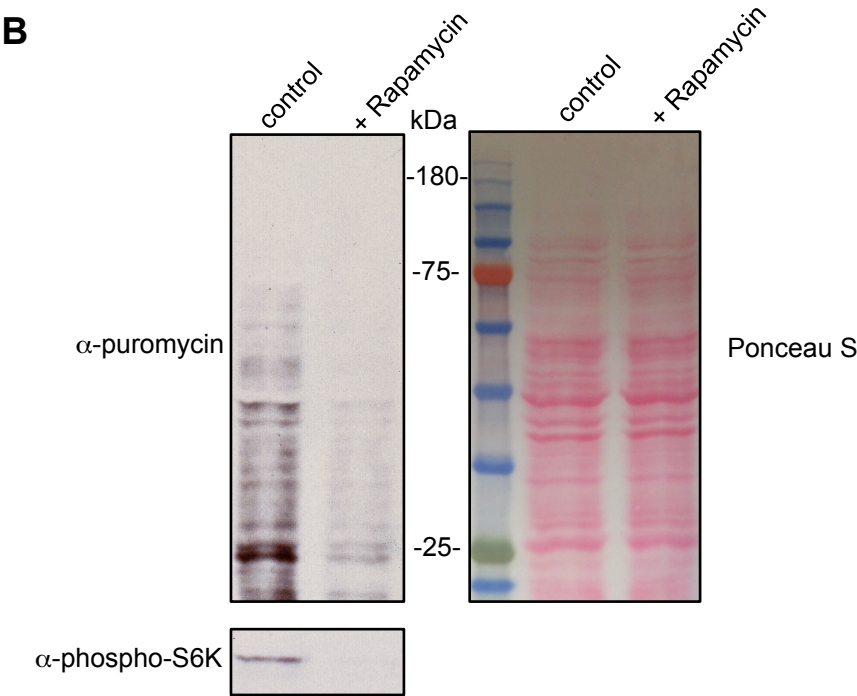 B
control
+ Rapamycin
kDa
control
+ Rapamycin
-180-
-75-
α-puromycin
Ponceau S
-25-
α-phospho-S6K